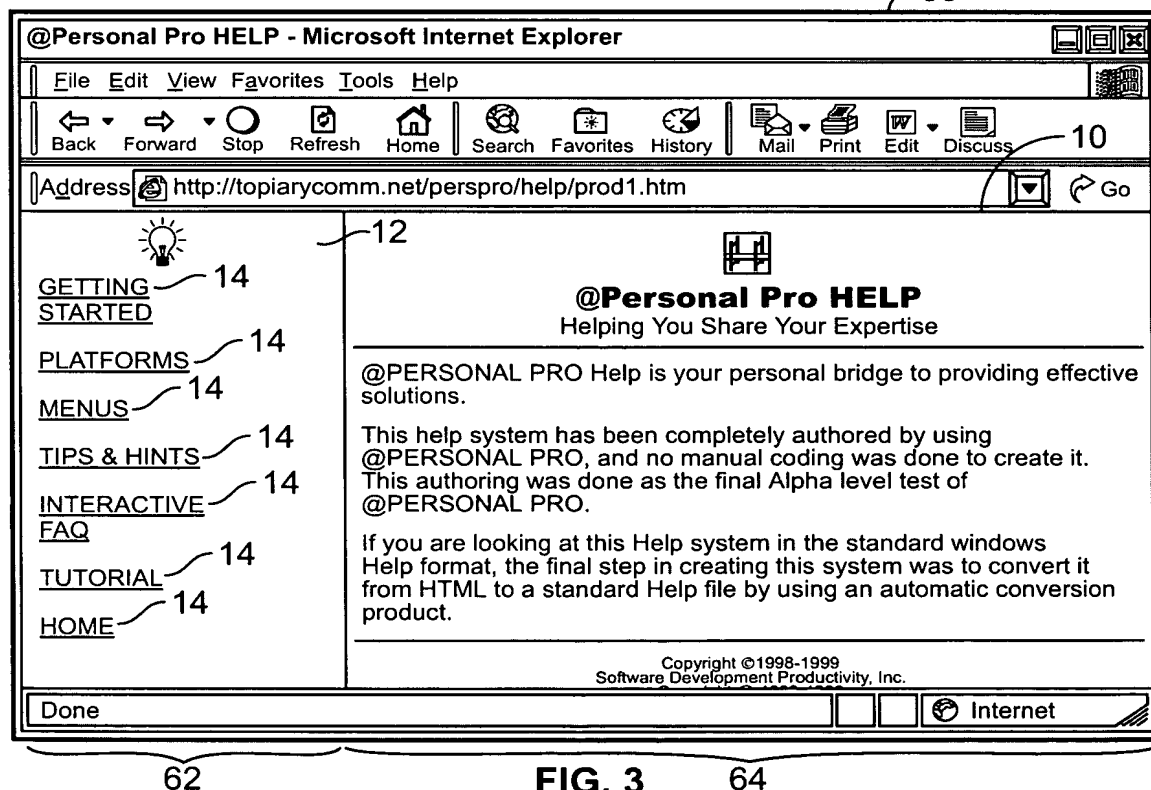 @Personal Pro HELP - Microsoft Internet Explorer
File Edit View Favorites Tools Help
Back Forward Stop Refresh Home Search Favorites History Mail Print Edit Discuss
10
Address http://topiarycomm.net/perspro/help/prod1.htm Go
12
GETTING STARTED 14
PLATFORMS 14
MENUS 14
TIPS & HINTS 14
INTERACTIVE FAQ 14
TUTORIAL 14
HOME 14
@Personal Pro HELP
Helping You Share Your Expertise
@PERSONAL PRO Help is your personal bridge to providing effective
solutions.
This help system has been completely authored by using
@PERSONAL PRO, and no manual coding was done to create it.
This authoring was done as the final Alpha level test of
@PERSONAL PRO.
If you are looking at this Help system in the standard windows
Help format, the final step in creating this system was to convert it
from HTML to a standard Help file by using an automatic conversion
product.
Copyright ©1998-1999
Software Development Productivity, Inc.
Done Internet
62 FIG. 3 64